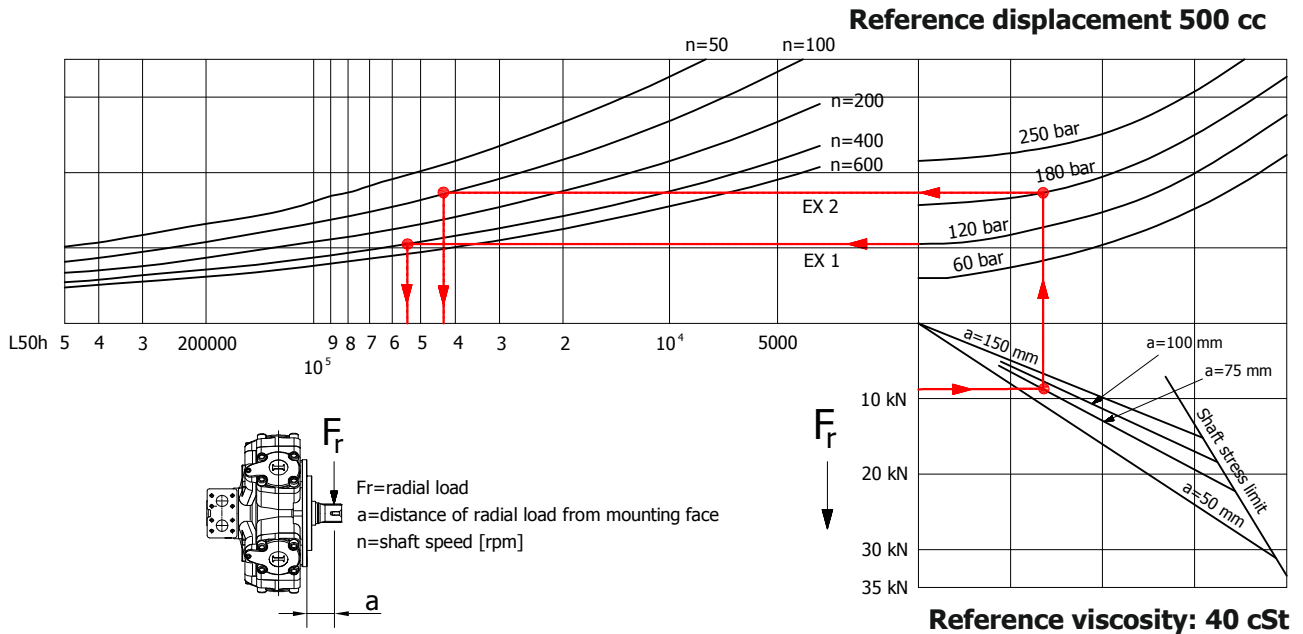 Reference displacement 500 cc
n=50
n=100
n=200
n=400
n=600
250 bar
180 bar
120 bar
60 bar
EX 2
EX 1
L50h 5 4 3 200000 9 8 7 6 5 4 3 2 10⁴ 5000
10⁵
a=150 mm
a=100 mm
a=75 mm
a=50 mm
Shaft stress limit
10 kN
20 kN
30 kN
35 kN
Fr
Fr
Fr=radial load
a=distance of radial load from mounting face
n=shaft speed [rpm]
a
Reference viscosity: 40 cSt